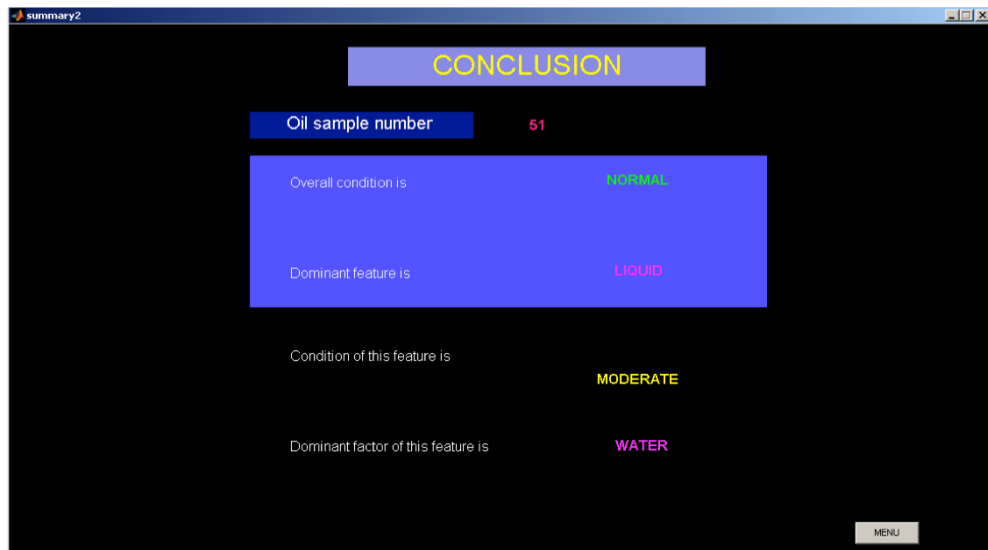 summary2
CONCLUSION
Oil sample number 51
Overall condition is NORMAL
Dominant feature is LIQUID
Condition of this feature is
MODERATE
Dominant factor of this feature is WATER
MENU